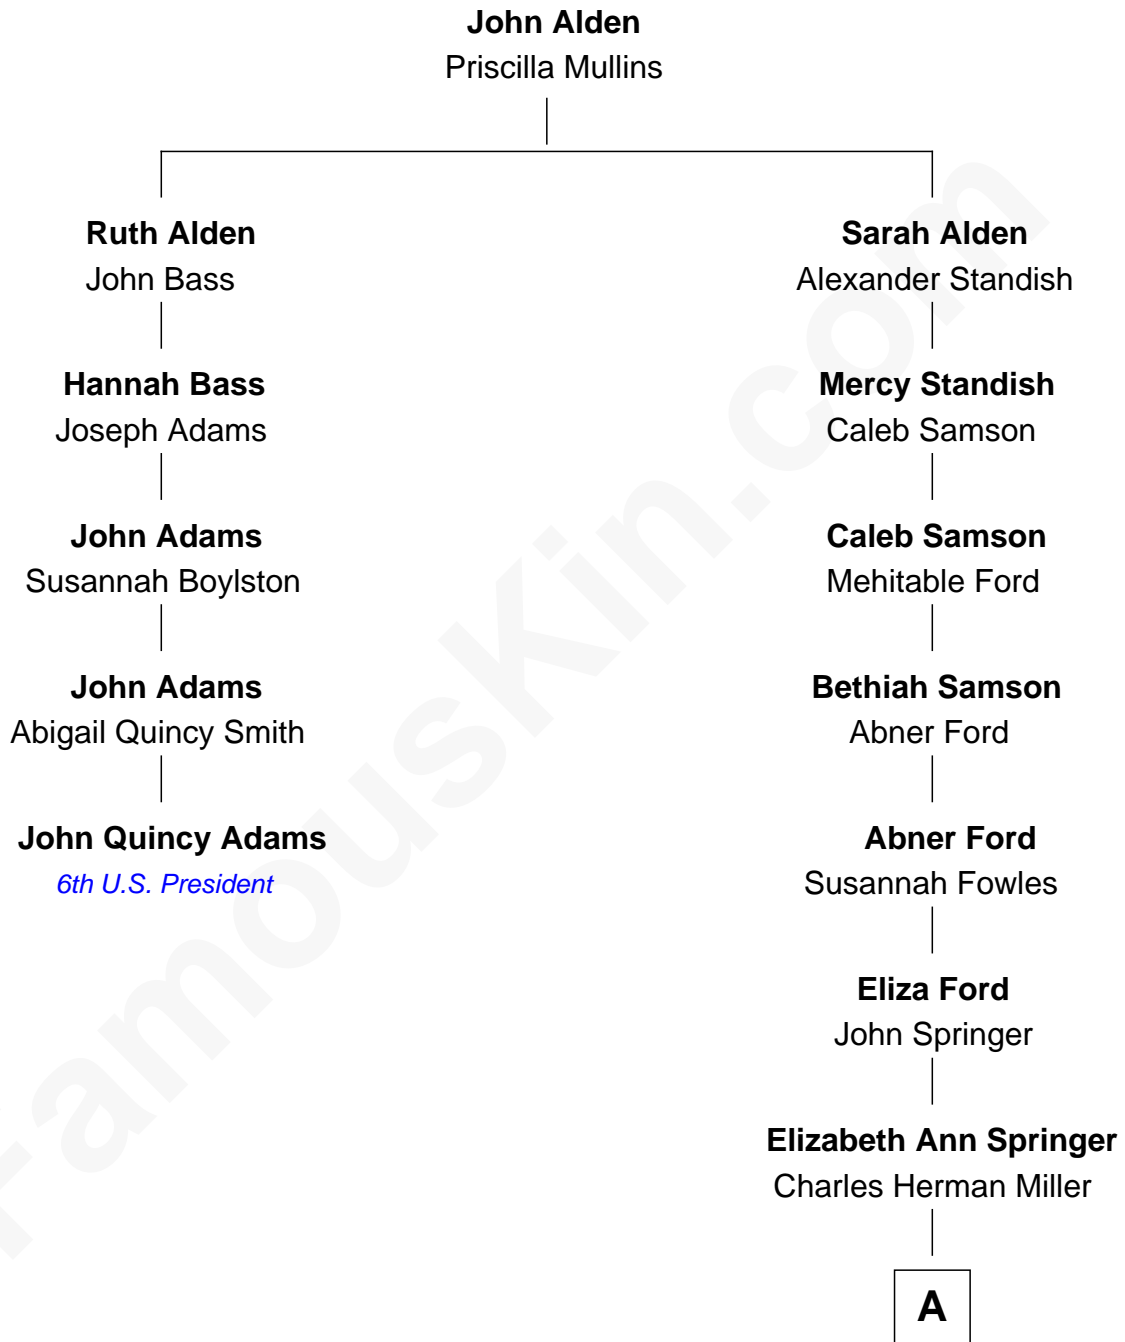 John Alden
Priscilla Mullins
Ruth Alden
John Bass
Sarah Alden
Alexander Standish
Hannah Bass
Joseph Adams
Mercy Standish
Caleb Samson
John Adams
Susannah Boylston
Caleb Samson
Mehitable Ford
John Adams
Abigail Quincy Smith
Bethiah Samson
Abner Ford
John Quincy Adams
6th U.S. President
Abner Ford
Susannah Fowles
Eliza Ford
John Springer
Elizabeth Ann Springer
Charles Herman Miller
A
FamousKin.com